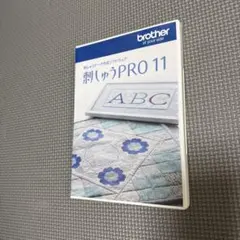 brother
at your side
刺しゅうPRO 11
ABC